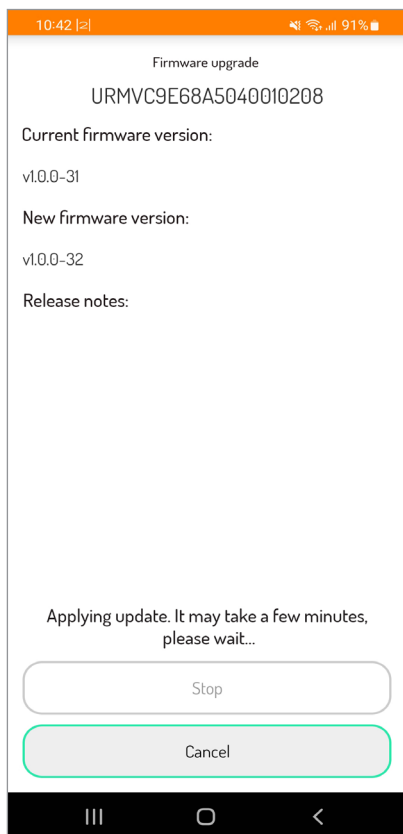 10:42 |2| 91%
Firmware upgrade
URMVC9E68A5040010208
Current firmware version:
v1.0.0-31
New firmware version:
v1.0.0-32
Release notes:
Applying update. It may take a few minutes,
please wait...
Stop
Cancel